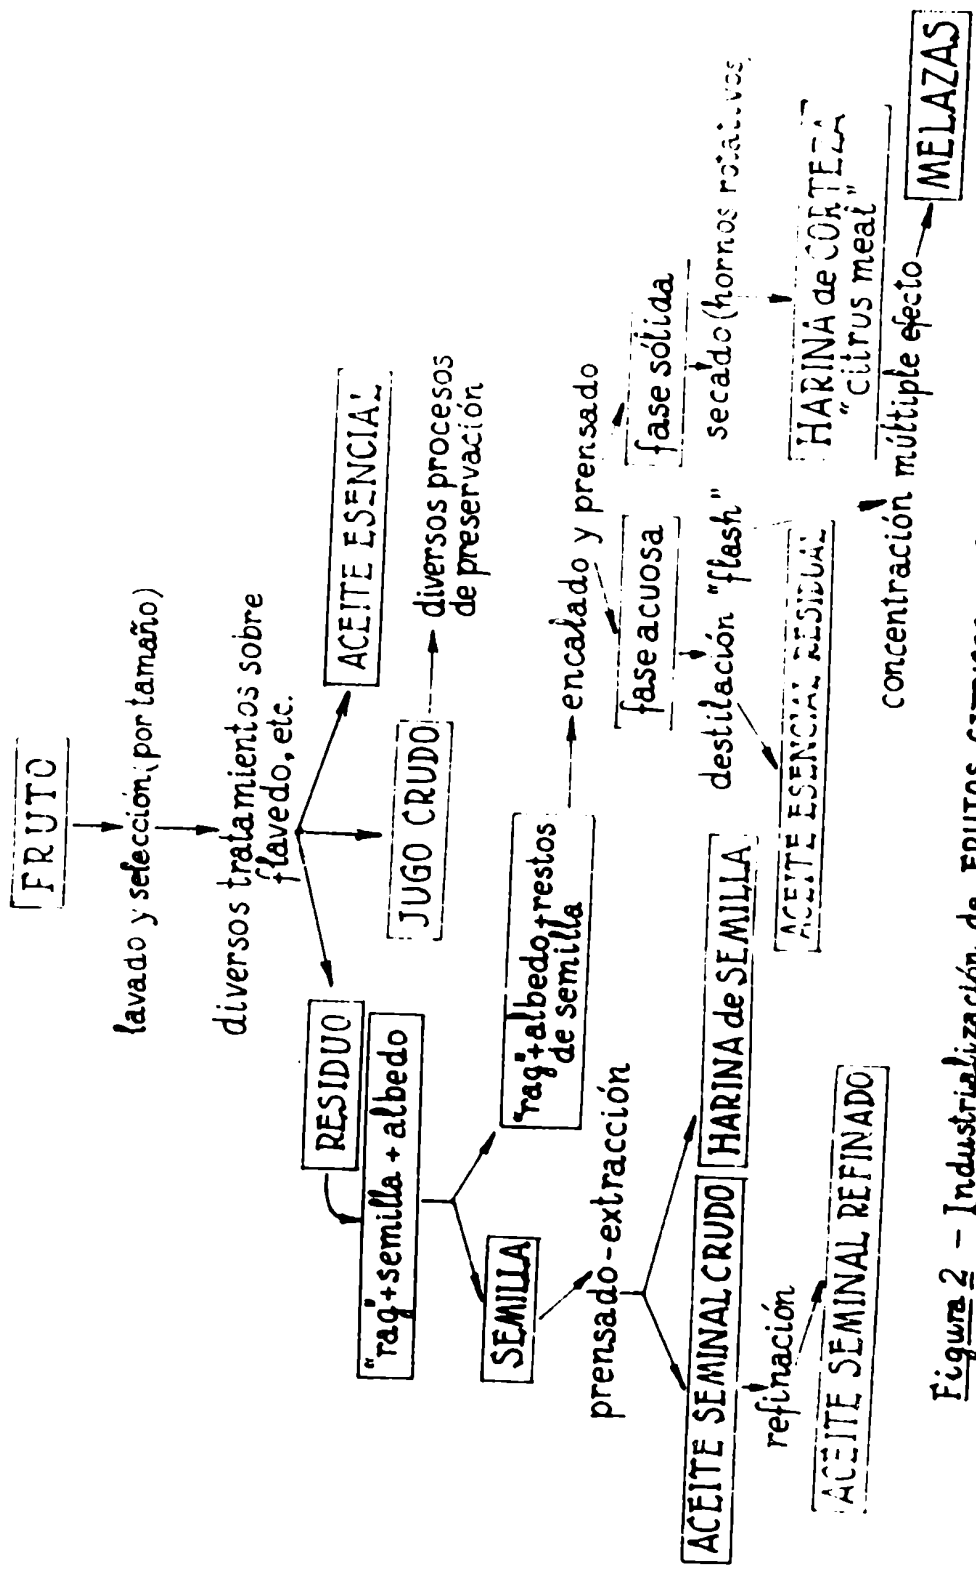 FRUTO
lavado y selección (por tamaño)
diversos tratamientos sobre
flavedo, etc.
RESIDUO
"rag"+semilla + albedo
JUGO CRUDO
ACEITE ESENCIAL
diversos procesos
de preservación
SEMILLA
"rag"+albedo+restos
de semilla
encalado y prensado
prensado-extracción
fase acuosa
fase sólida
ACEITE SEMINAL CRUDO
HARINA de SEMILLA
destilación "flash"
secado (hornos rotativos)
refinación
ACEITE SEMINAL REFINADO
ACEITE ESENCIAL RESIDUAL
HARINA de CORTEZA
"citrus meal"
concentración múltiple efecto
MELAZAS
Figura 2 - Industrialización de FRUTOS CITRICOS